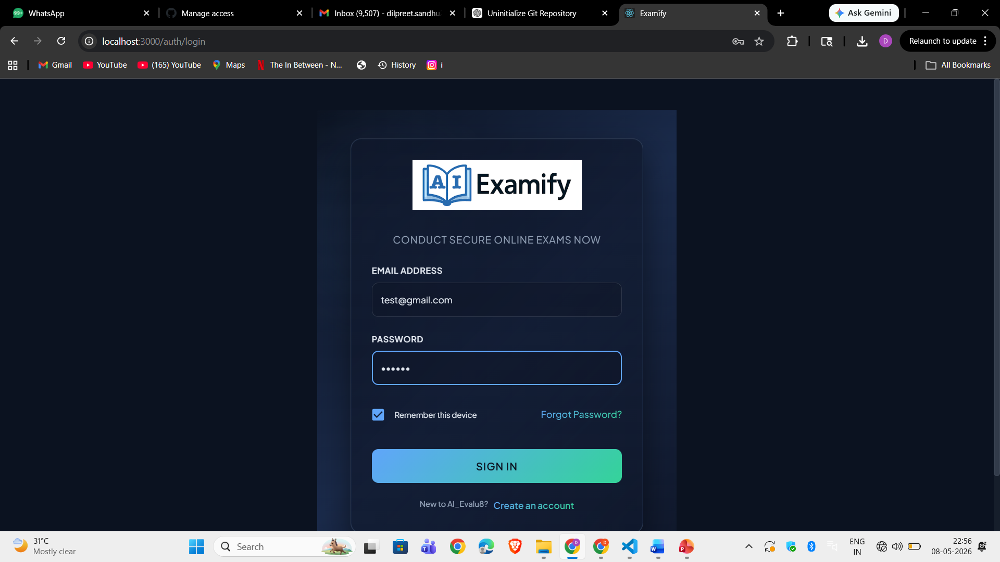 WhatsApp
Manage access
Inbox (9,507) - dilpreet.sandhu
Uninitialize Git Repository
Examify
Ask Gemini
localhost:3000/auth/login
D
Relaunch to update
Gmail
YouTube
(165) YouTube
Maps
The In Between - N...
History
i
All Bookmarks
AI Examify
CONDUCT SECURE ONLINE EXAMS NOW
EMAIL ADDRESS
test@gmail.com
PASSWORD
••••••
Remember this device
Forgot Password?
SIGN IN
New to AI_Evalu8? Create an account
31°C
Mostly clear
Search
ENG
IN
22:56
08-05-2026